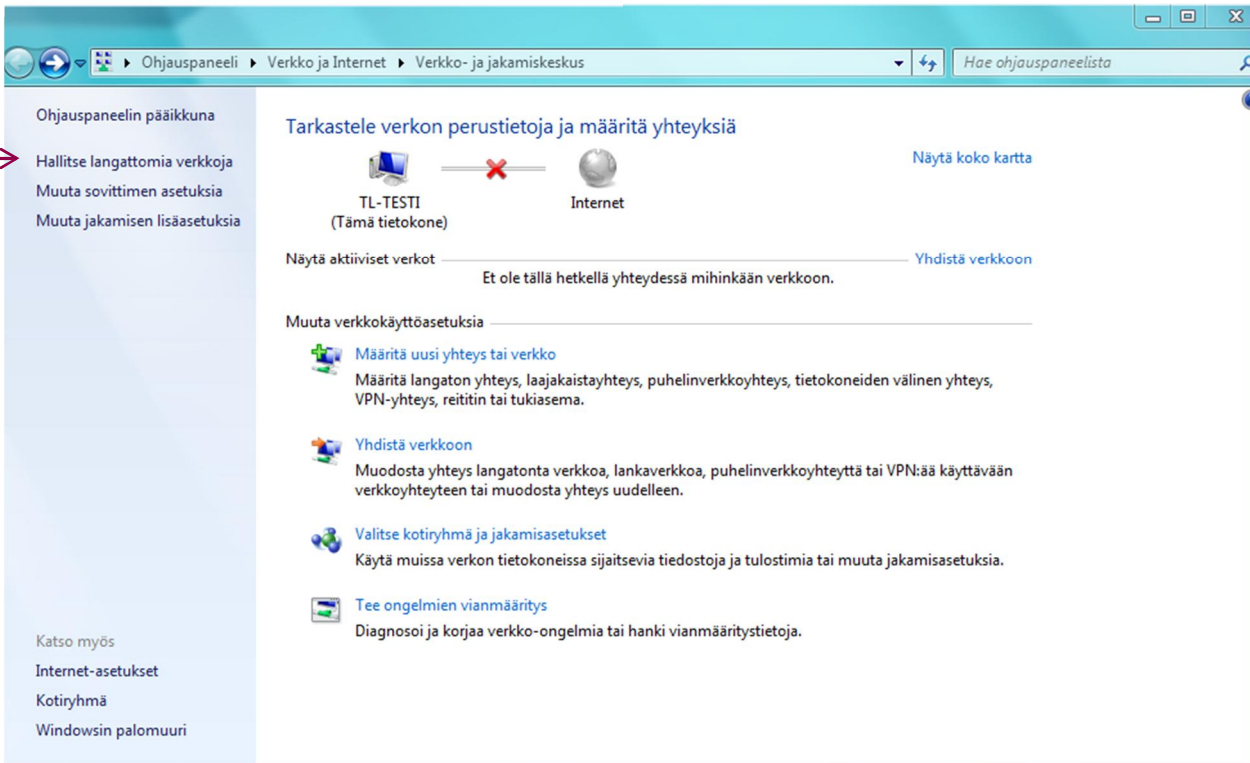 Ohjauspaneeli Verkko ja Internet Verkko- ja jakamiskeskus
Hae ohjauspaneelista
Ohjauspaneelin pääikkuna
Hallitse langattomia verkkoja
Muuta sovittimen asetuksia
Muuta jakamisen lisäasetuksia
Tarkastele verkon perustietoja ja määritä yhteyksiä
Näytä koko kartta
TL-TESTI
(Tämä tietokone)
Internet
Näytä aktiiviset verkot
Yhdistä verkkoon
Et ole tällä hetkellä yhteydessä mihinkään verkkoon.
Muuta verkkokäyttöasetuksia
Määritä uusi yhteys tai verkko
Määritä langaton yhteys, laajakaistayhteys, puhelinverkkoyhteys, tietokoneiden välinen yhteys,
VPN-yhteys, reititin tai tukiasema.
Yhdistä verkkoon
Muodosta yhteys langatonta verkkoa, lankaverkkoa, puhelinverkkoyhteyttä tai VPN:ää käyttävään
verkkoyhteyteen tai muodosta yhteys uudelleen.
Valitse kotiryhmä ja jakamisasetukset
Käytä muissa verkon tietokoneissa sijaitsevia tiedostoja ja tulostimia tai muuta jakamisasetuksia.
Tee ongelmien vianmääritys
Diagnosoi ja korjaa verkko-ongelmia tai hanki vianmääritystietoja.
Katso myös
Internet-asetukset
Kotiryhmä
Windowsin palomuuri